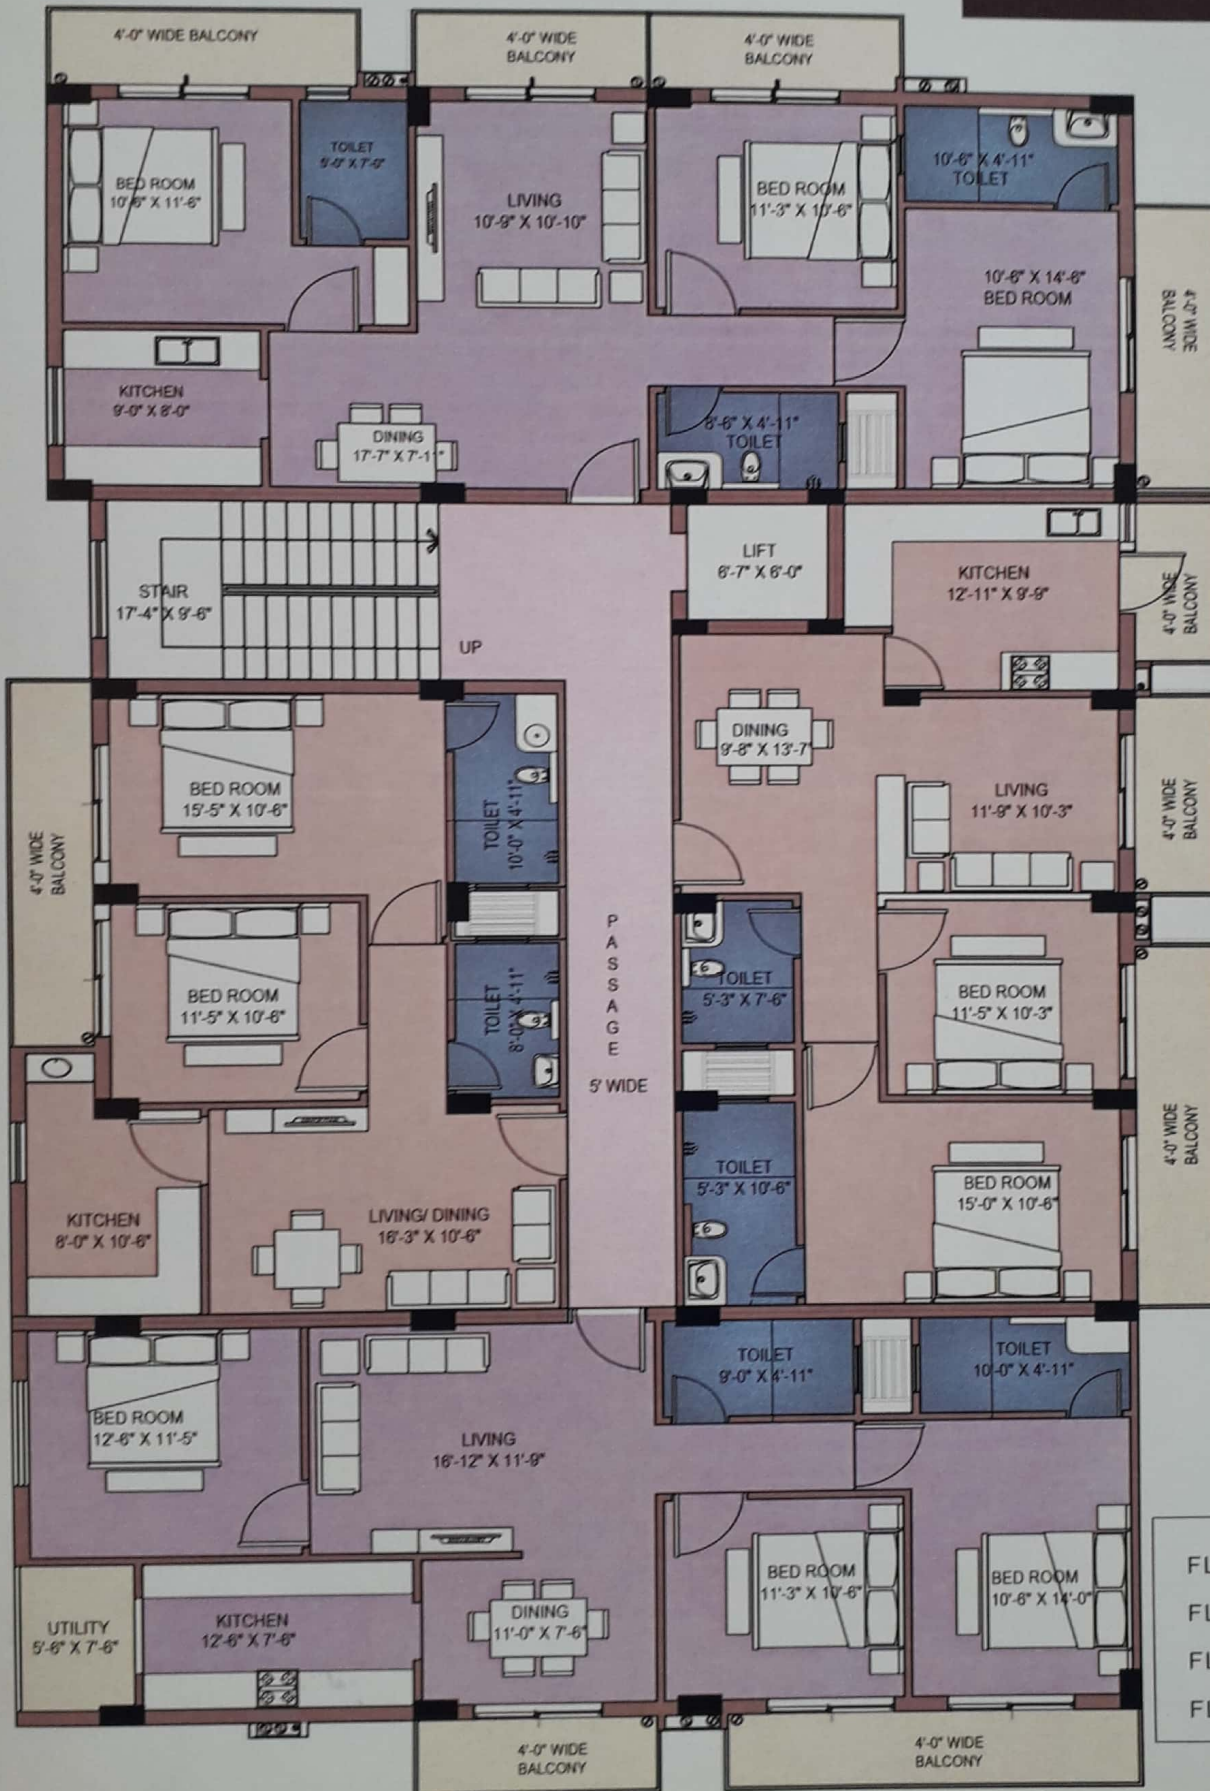 4'-0" WIDE BALCONY
4'-0" WIDE
BALCONY
4'-0" WIDE
BALCONY
BED ROOM
10'-6" X 11'-6"
TOILET
5'-0" X 7'-0"
LIVING
10'-9" X 10'-10"
BED ROOM
11'-3" X 10'-6"
10'-6" X 4'-11"
TOILET
10'-6" X 14'-6"
BED ROOM
4'-0" WIDE
BALCONY
KITCHEN
9'-0" X 8'-0"
DINING
17'-7" X 7'-11"
8'-6" X 4'-11"
TOILET
STAIR
17'-4" X 9'-6"
UP
LIFT
6'-7" X 6'-0"
KITCHEN
12'-11" X 9'-9"
4'-0" WIDE
BALCONY
BED ROOM
15'-5" X 10'-6"
TOILET
10'-0" X 4'-11"
DINING
9'-8" X 13'-7"
LIVING
11'-9" X 10'-3"
4'-0" WIDE
BALCONY
4'-0" WIDE
BALCONY
BED ROOM
11'-5" X 10'-6"
TOILET
8'-0" X 4'-11"
PASSAGE
5' WIDE
TOILET
5'-3" X 7'-6"
BED ROOM
11'-5" X 10'-3"
4'-0" WIDE
BALCONY
KITCHEN
8'-0" X 10'-6"
LIVING/ DINING
16'-3" X 10'-6"
TOILET
5'-3" X 10'-6"
BED ROOM
15'-0" X 10'-6"
BED ROOM
12'-6" X 11'-5"
LIVING
16'-12" X 11'-9"
TOILET
9'-0" X 4'-11"
TOILET
10'-0" X 4'-11"
UTILITY
5'-6" X 7'-6"
KITCHEN
12'-6" X 7'-6"
DINING
11'-0" X 7'-6"
BED ROOM
11'-3" X 10'-6"
BED ROOM
10'-6" X 14'-0"
4'-0" WIDE
BALCONY
4'-0" WIDE
BALCONY